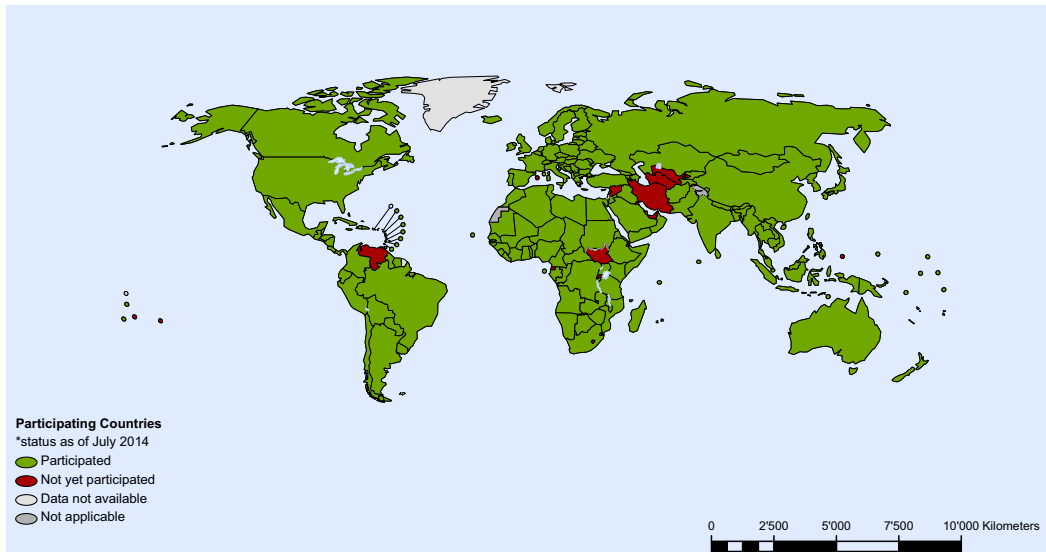 Participating Countries
*status as of July 2014
Participated
Not yet participated
Data not available
Not applicable
0 2'500 5'000 7'500 10'000 Kilometers